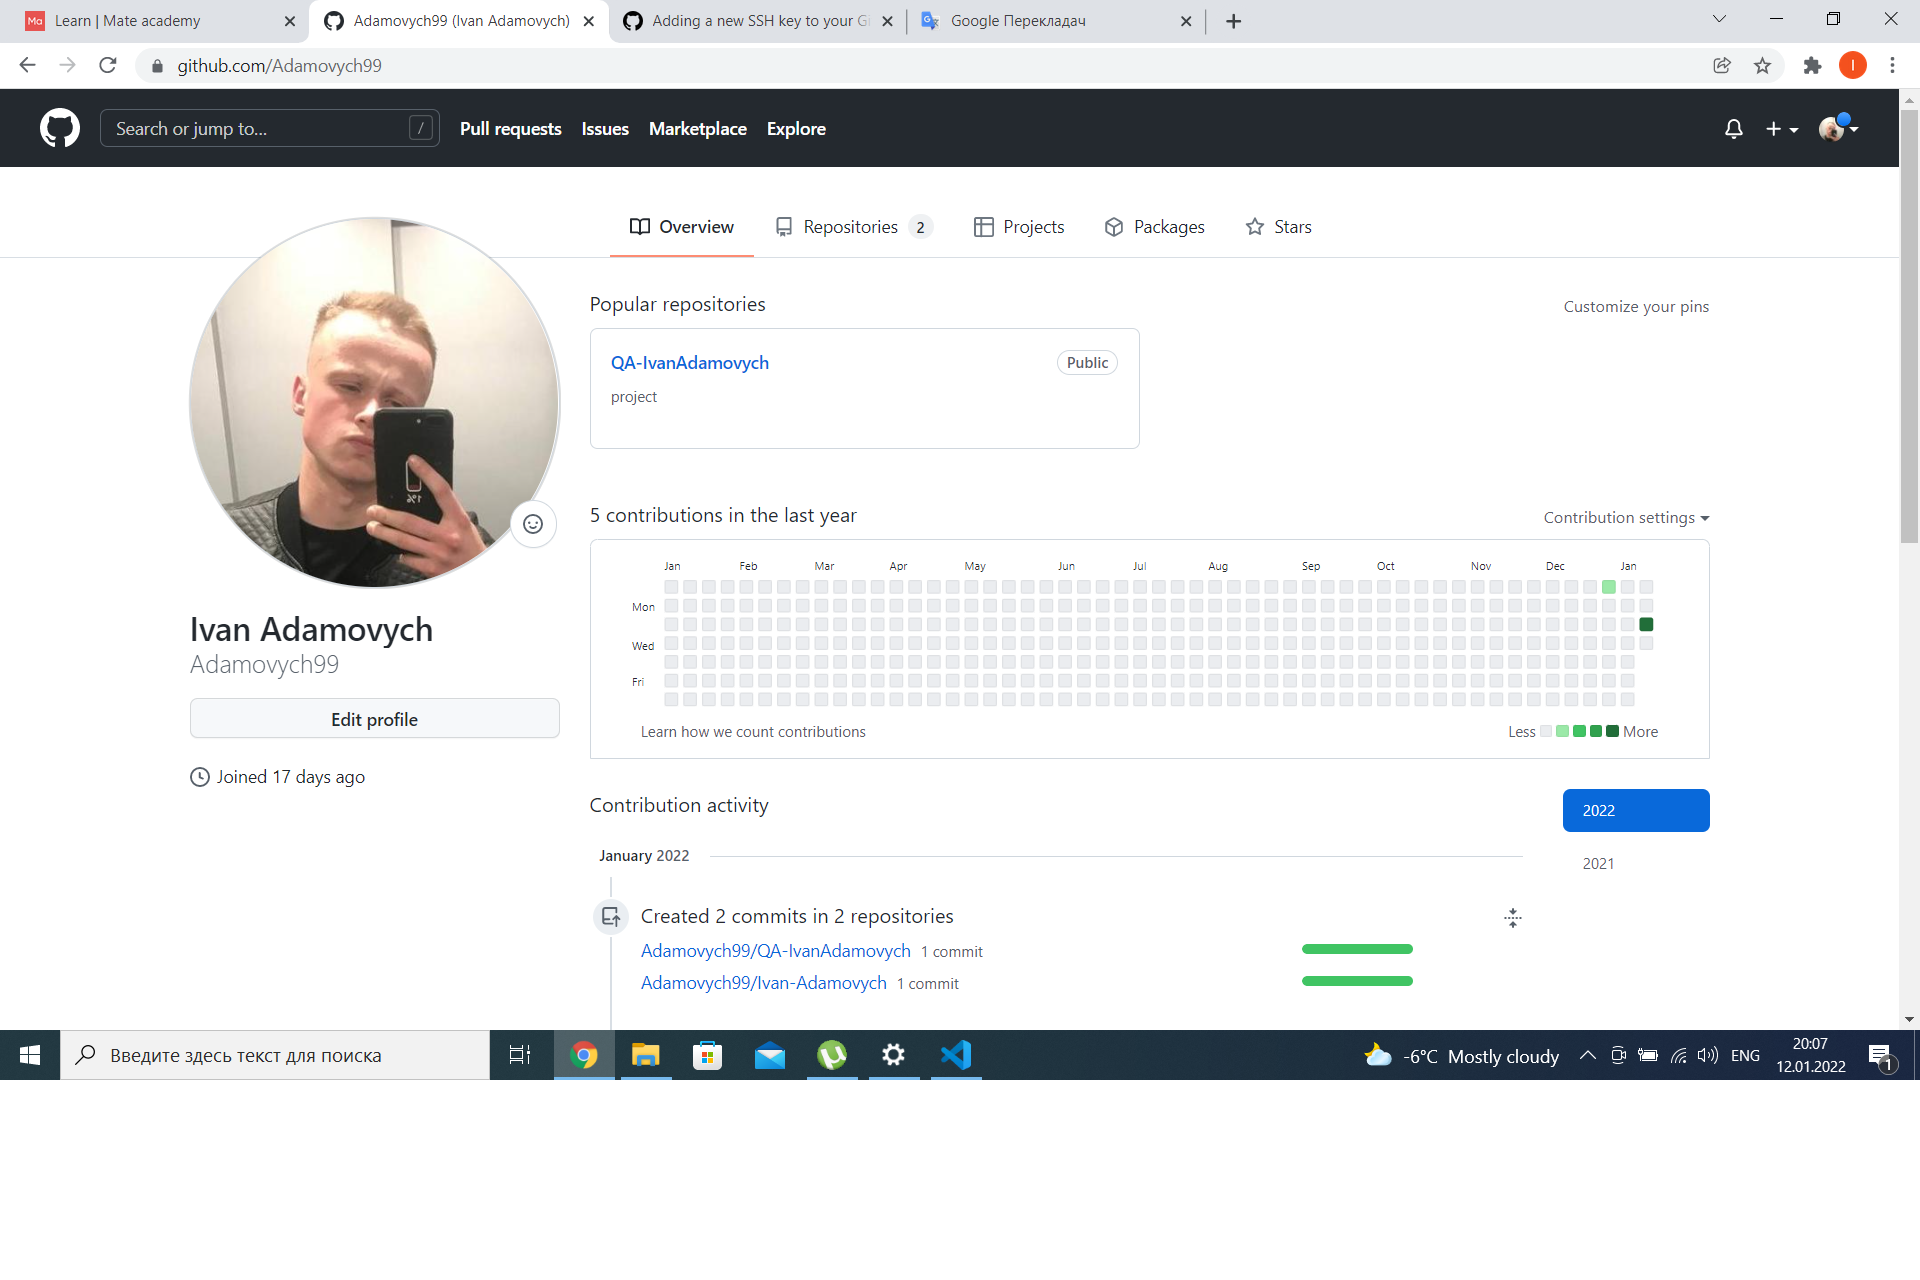 Learn | Mate academy
Adamovych99 (Ivan Adamovych)
Adding a new SSH key to your Gi
Google Перекладач
github.com/Adamovych99
Search or jump to...
/
Pull requests
Issues
Marketplace
Explore
Overview
Repositories 2
Projects
Packages
Stars
Popular repositories
Customize your pins
QA-IvanAdamovych
Public
project
5 contributions in the last year
Contribution settings
Jan Feb Mar Apr May Jun Jul Aug Sep Oct Nov Dec Jan
Mon
Wed
Fri
Learn how we count contributions
Less More
Ivan Adamovych
Adamovych99
Edit profile
Joined 17 days ago
Contribution activity
2022
2021
January 2022
Created 2 commits in 2 repositories
Adamovych99/QA-IvanAdamovych 1 commit
Adamovych99/Ivan-Adamovych 1 commit
Введите здесь текст для поиска
-6°C Mostly cloudy
ENG
20:07
12.01.2022
1